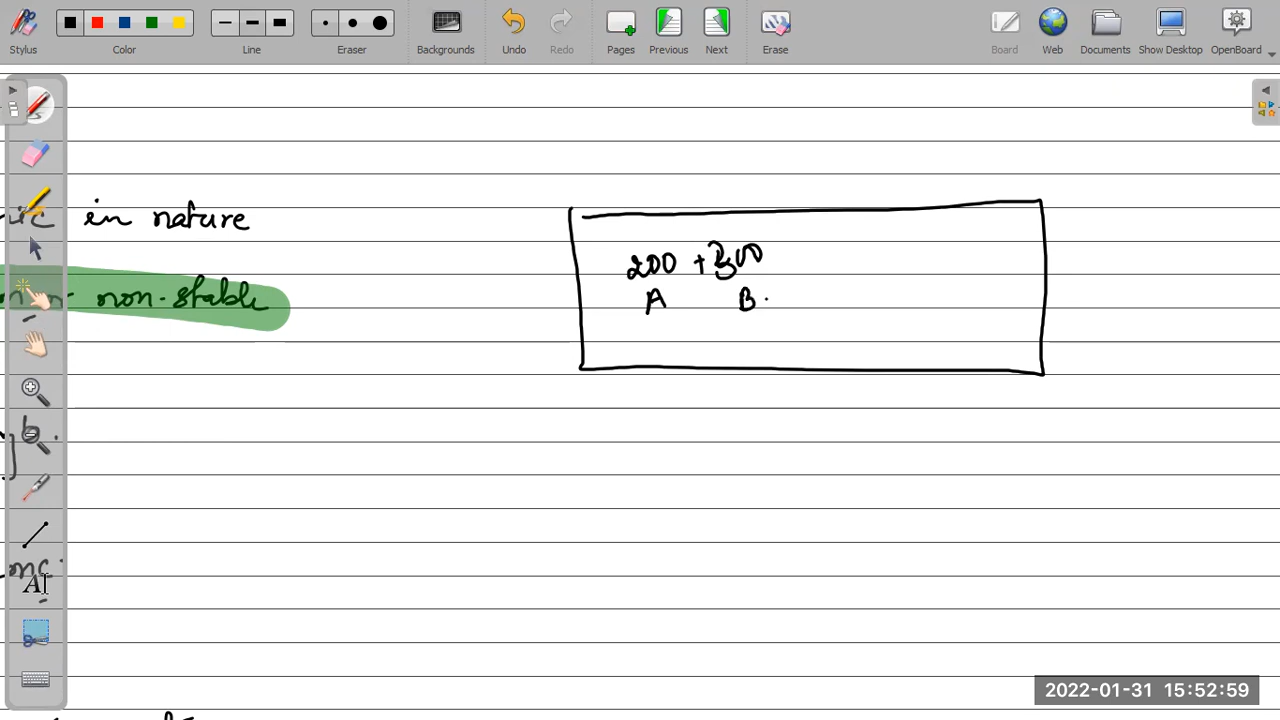 Stylus
Color
Line
Eraser
Backgrounds
Undo
Redo
Pages
Previous
Next
Erase
Board
Web
Documents
Show Desktop
OpenBoard
in nature
200 + 300
non-stable
A B.
A
2022-01-31 15:52:59